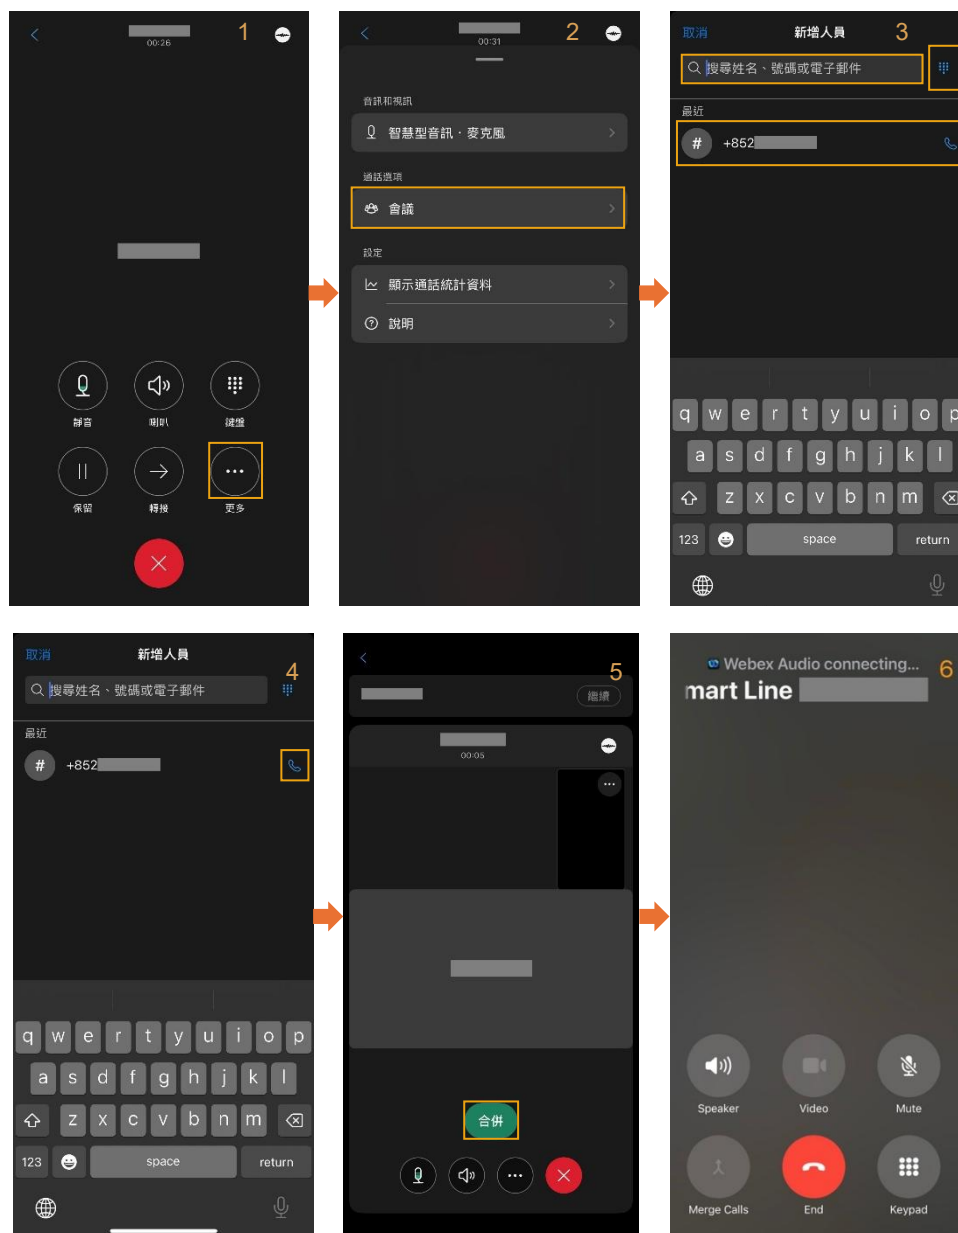 1
00:26
靜音
喇叭
鍵盤
保留
轉接
更多
2
00:31
音訊和視訊
智慧型音訊 · 麥克風
通話選項
會議
設定
顯示通話統計資料
說明
3
取消
新增人員
搜尋姓名、號碼或電子郵件
最近
#
+852
q w e r t y u i o p
a s d f g h j k l
z x c v b n m
123
space
return
取消
新增人員
4
搜尋姓名、號碼或電子郵件
最近
#
+852
q w e r t y u i o p
a s d f g h j k l
z x c v b n m
123
space
return
5
繼續
00:05
合併
6
Webex Audio connecting...
mart Line
Speaker
Video
Mute
Merge Calls
End
Keypad